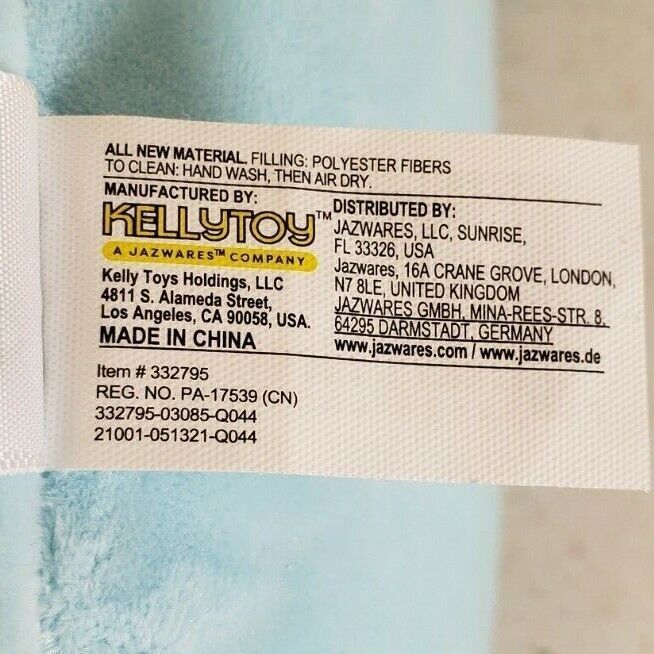 ALL NEW MATERIAL. FILLING: POLYESTER FIBERS
TO CLEAN: HAND WASH, THEN AIR DRY.
MANUFACTURED BY:
KELLYTOY™
A JAZWARES™ COMPANY
Kelly Toys Holdings, LLC
4811 S. Alameda Street,
Los Angeles, CA 90058, USA.
MADE IN CHINA
DISTRIBUTED BY:
JAZWARES, LLC, SUNRISE,
FL 33326, USA
Jazwares, 16A CRANE GROVE, LONDON,
N7 8LE, UNITED KINGDOM
JAZWARES GMBH, MINA-REES-STR. 8,
64295 DARMSTADT, GERMANY
www.jazwares.com / www.jazwares.de
Item # 332795
REG. NO. PA-17539 (CN)
332795-03085-Q044
21001-051321-Q044